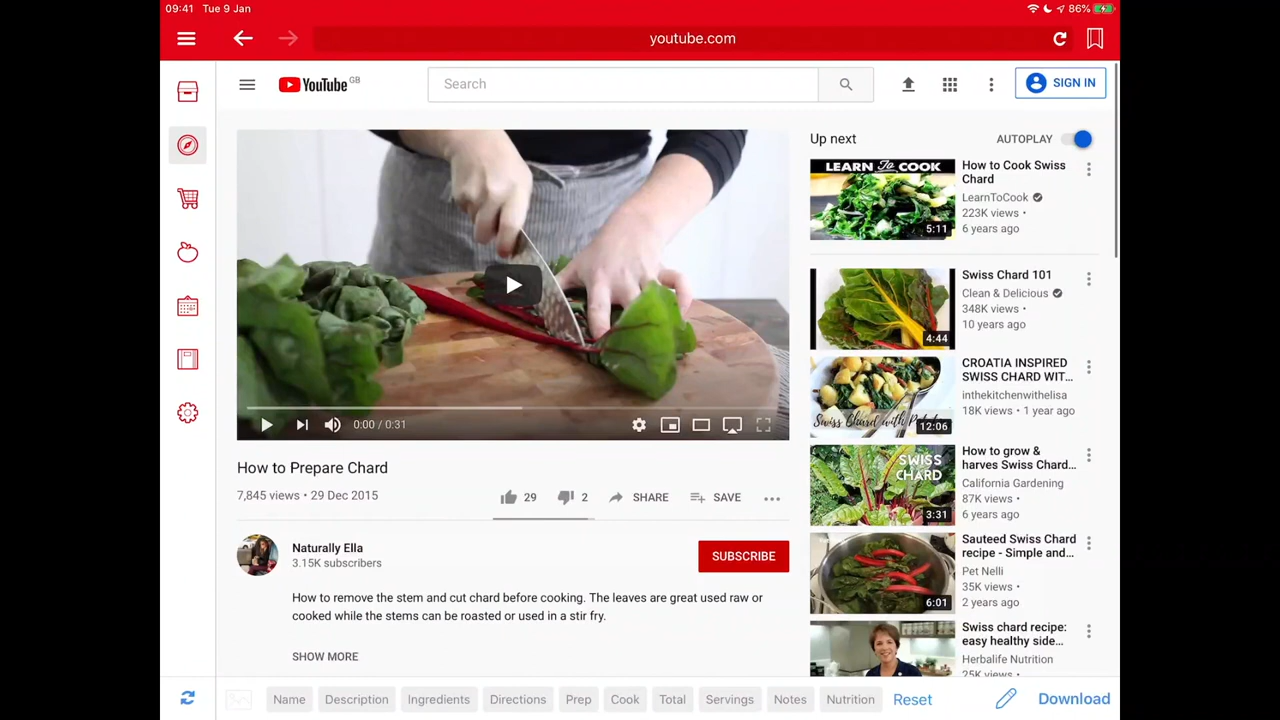 09:41 Tue 9 Jan
86%
youtube.com
YouTube GB
Search
SIGN IN
Up next
AUTOPLAY
LEARN To COOK
5:11
How to Cook Swiss
Chard
LearnToCook
223K views •
6 years ago
4:44
Swiss Chard 101
Clean & Delicious
348K views •
10 years ago
Swiss Chard with Potatoes
12:06
CROATIA INSPIRED
SWISS CHARD WIT...
inthekitchenwithelisa
18K views • 1 year ago
SWISS
CHARD
3:31
How to grow &
harves Swiss Chard...
California Gardening
87K views •
6 years ago
6:01
Sauteed Swiss Chard
recipe - Simple and...
Pet Nelli
35K views •
2 years ago
Swiss chard recipe:
easy healthy side...
Herbalife Nutrition
25K views •
0:00 / 0:31
How to Prepare Chard
7,845 views • 29 Dec 2015
29
2
SHARE
SAVE
Naturally Ella
3.15K subscribers
SUBSCRIBE
How to remove the stem and cut chard before cooking. The leaves are great used raw or
cooked while the stems can be roasted or used in a stir fry.
SHOW MORE
Name Description Ingredients Directions Prep Cook Total Servings Notes Nutrition Reset Download